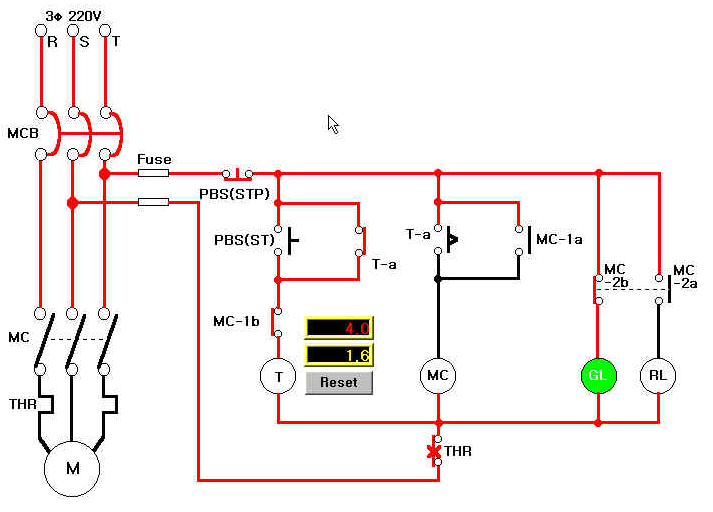 3Φ 220V
R S T
MCB
Fuse
PBS(STP)
PBS(ST)
T-a
T-a
MC-1a
MC
-2b
MC
-2a
MC-1b
4.0
1.6
Reset
MC
THR
T
MC
GL
RL
THR
M